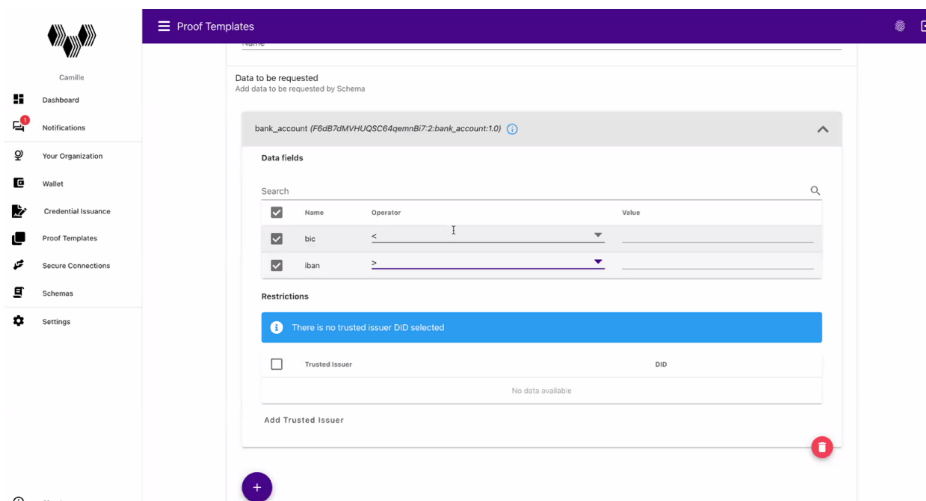 Proof Templates
Camille
Dashboard
Notifications
1
Your Organization
Wallet
Credential Issuance
Proof Templates
Secure Connections
Schemas
Settings
Name
Data to be requested
Add data to be requested by Schema
bank_account (F6dB7dMVHUQSC64qemnBi7:2:bank_account:1.0)
Data fields
Search
Name Operator Value
bic <
iban >
Restrictions
There is no trusted issuer DID selected
Trusted Issuer DID
No data available
Add Trusted Issuer
+